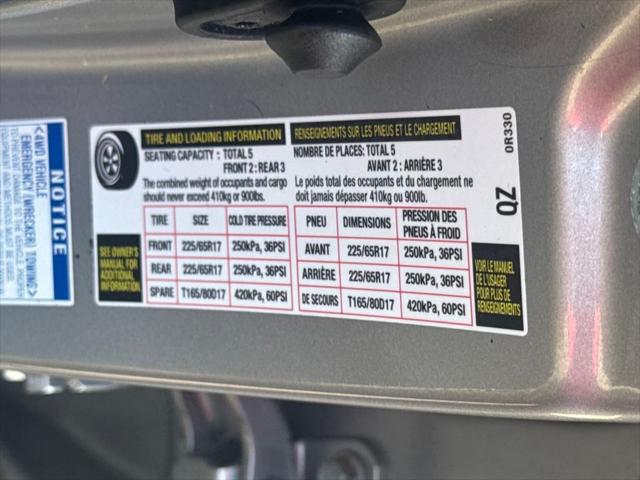 NOTICE
<4WD VEHICLE
EMERGENCY (WRECKER) TOWING>
TIRE AND LOADING INFORMATION
SEATING CAPACITY : TOTAL 5
FRONT 2 : REAR 3
The combined weight of occupants and cargo
should never exceed 410kg or 900lbs.
RENSEIGNEMENTS SUR LES PNEUS ET LE CHARGEMENT
NOMBRE DE PLACES: TOTAL 5
AVANT 2 : ARRIÈRE 3
Le poids total des occupants et du chargement ne
doit jamais dépasser 410kg ou 900lb.
SEE OWNER'S
MANUAL FOR
ADDITIONAL
INFORMATION
TIRE SIZE COLD TIRE PRESSURE
FRONT 225/65R17 250kPa, 36PSI
REAR 225/65R17 250kPa, 36PSI
SPARE T165/80D17 420kPa, 60PSI
PNEU DIMENSIONS PRESSION DES
PNEUS À FROID
AVANT 225/65R17 250kPa, 36PSI
ARRIÈRE 225/65R17 250kPa, 36PSI
DE SECOURS T165/80D17 420kPa, 60PSI
VOIR LE MANUEL
DE L'USAGER
POUR PLUS DE
RENSEIGNEMENTS
0R330
ZQ